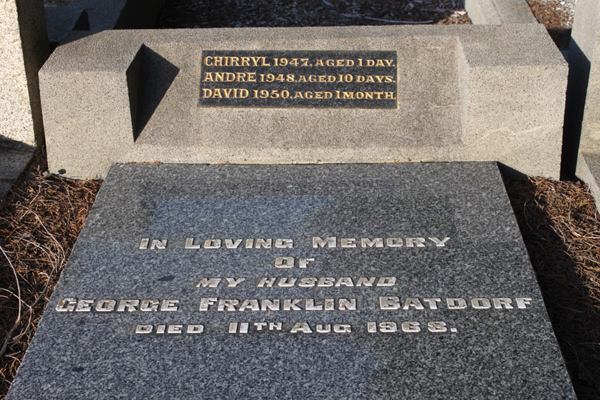 CHIRRYL 1947, AGED 1 DAY.
ANDRE 1948, AGED 10 DAYS.
DAVID 1950, AGED 1 MONTH.
IN LOVING MEMORY
OF
MY HUSBAND
GEORGE FRANKLIN BATDORF
DIED 11TH AUG 1968.